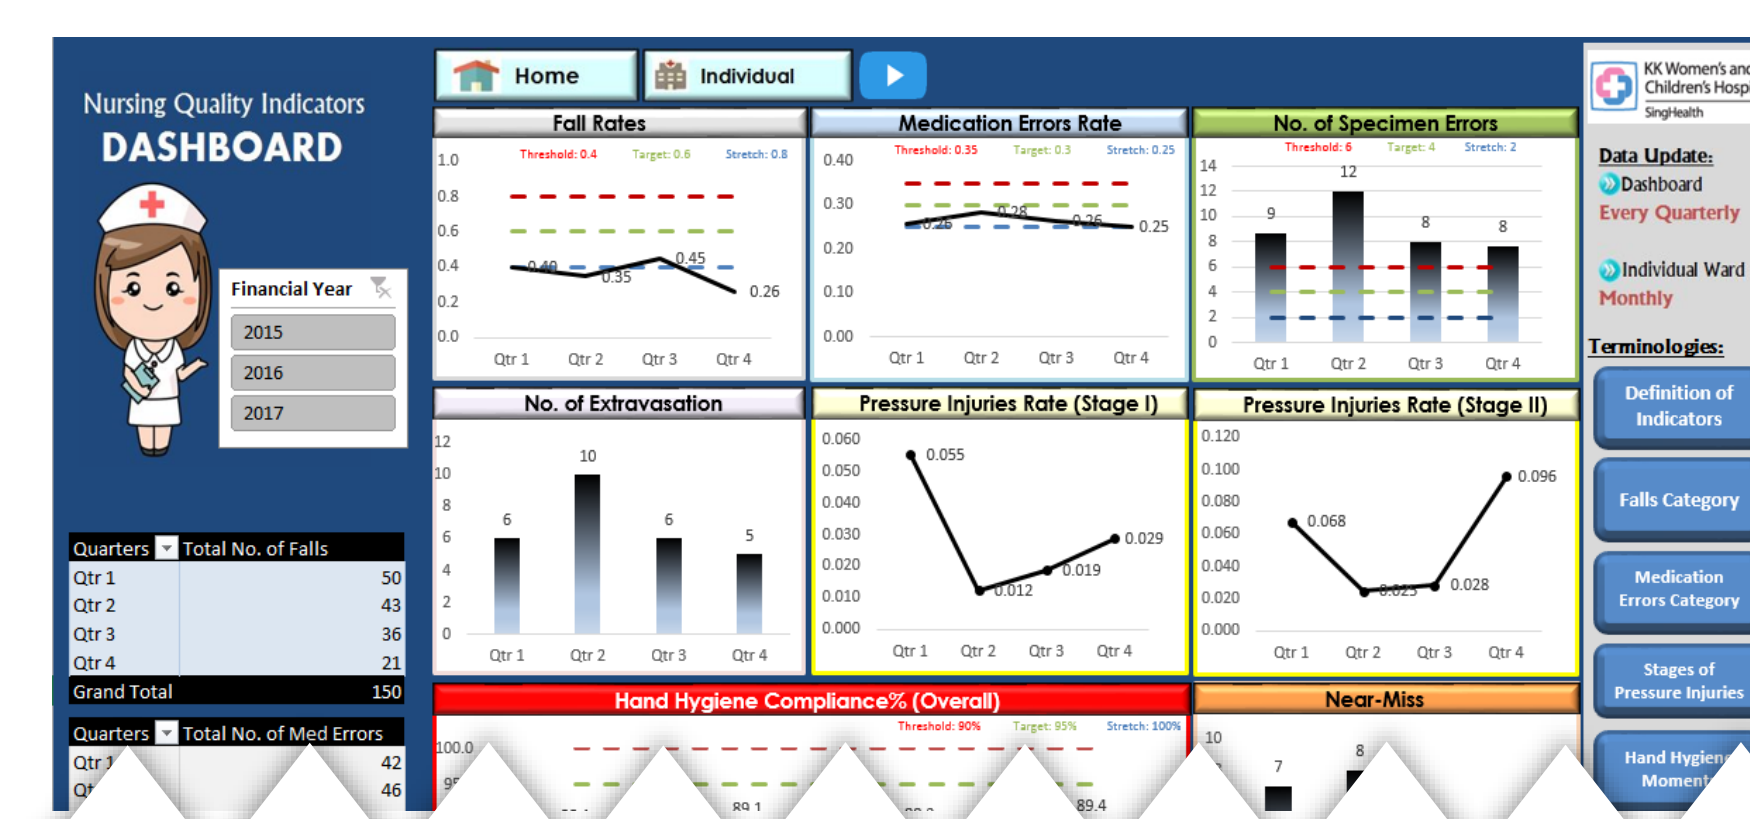 Nursing Quality Indicators
DASHBOARD
Financial Year
2015
2016
2017
Quarters Total No. of Falls
Qtr 1 50
Qtr 2 43
Qtr 3 36
Qtr 4 21
Grand Total 150
Quarters Total No. of Med Errors
42
46
Home
Individual
Fall Rates
Threshold: 0.4 Target: 0.6 Stretch: 0.8
1.0
0.8
0.6
0.4
0.2
0.0
0.40
0.35
0.45
0.26
Qtr 1 Qtr 2 Qtr 3 Qtr 4
Medication Errors Rate
Threshold: 0.35 Target: 0.3 Stretch: 0.25
0.40
0.30
0.20
0.10
0.00
0.26
0.28
0.26
0.25
Qtr 1 Qtr 2 Qtr 3 Qtr 4
No. of Specimen Errors
Threshold: 6 Target: 4 Stretch: 2
14
12
10
8
6
4
2
0
9
12
8
8
Qtr 1 Qtr 2 Qtr 3 Qtr 4
No. of Extravasation
12
10
8
6
4
2
0
6
10
6
5
Qtr 1 Qtr 2 Qtr 3 Qtr 4
Pressure Injuries Rate (Stage I)
0.060
0.050
0.040
0.030
0.020
0.010
0.000
0.055
0.012
0.019
0.029
Qtr 1 Qtr 2 Qtr 3 Qtr 4
Pressure Injuries Rate (Stage II)
0.120
0.100
0.080
0.060
0.040
0.020
0.000
0.068
0.025
0.028
0.096
Qtr 1 Qtr 2 Qtr 3 Qtr 4
Hand Hygiene Compliance% (Overall)
Threshold: 90% Target: 95% Stretch: 100%
100.0
89.1
89.4
Near-Miss
10
7
8
KK Women's and
Children's
SingHealth
Data Update:
Dashboard
Every Quarterly
Individual Ward
Monthly
Terminologies:
Definition of
Indicators
Falls Category
Medication
Errors Category
Stages of
Pressure Injuries
Hand